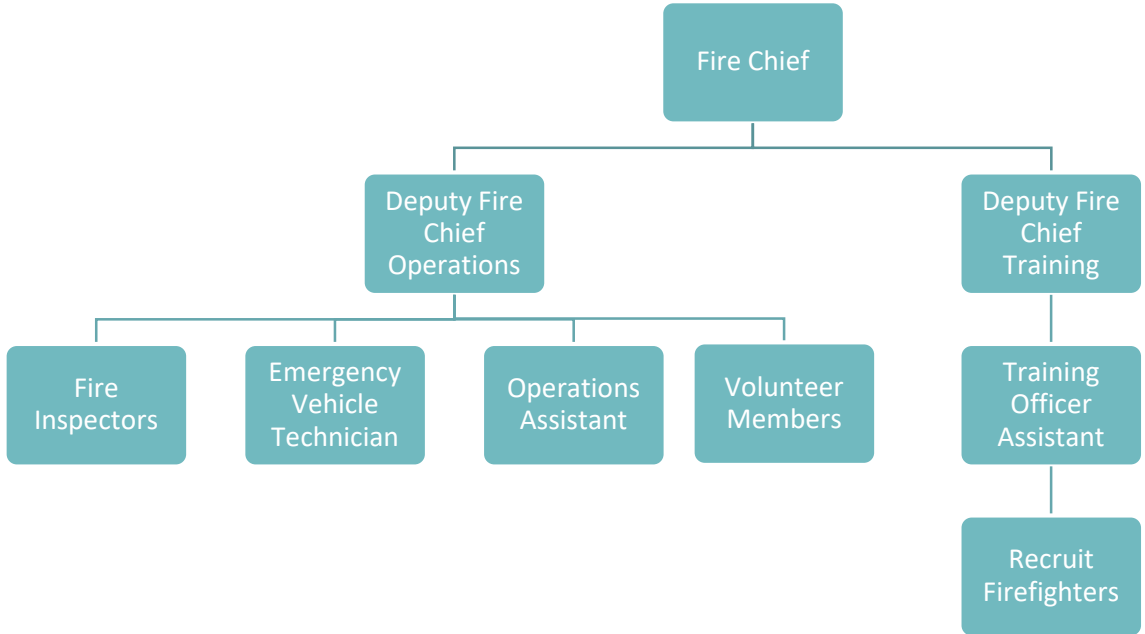 Fire Chief
Deputy Fire
Chief
Operations
Deputy Fire
Chief
Training
Fire
Inspectors
Emergency
Vehicle
Technician
Operations
Assistant
Volunteer
Members
Training
Officer
Assistant
Recruit
Firefighters